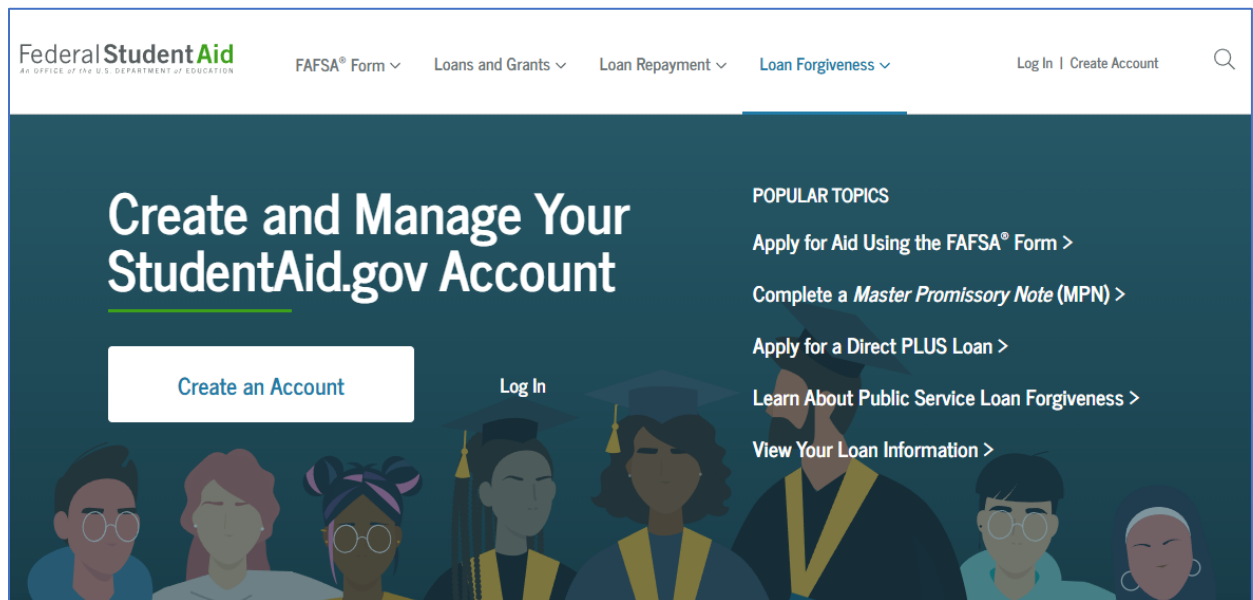 Federal Student Aid
An OFFICE of the U.S. DEPARTMENT of EDUCATION
FAFSA® Form
Loans and Grants
Loan Repayment
Loan Forgiveness
Log In | Create Account
Create and Manage Your
StudentAid.gov Account
Create an Account
Log In
POPULAR TOPICS
Apply for Aid Using the FAFSA® Form >
Complete a Master Promissory Note (MPN) >
Apply for a Direct PLUS Loan >
Learn About Public Service Loan Forgiveness >
View Your Loan Information >